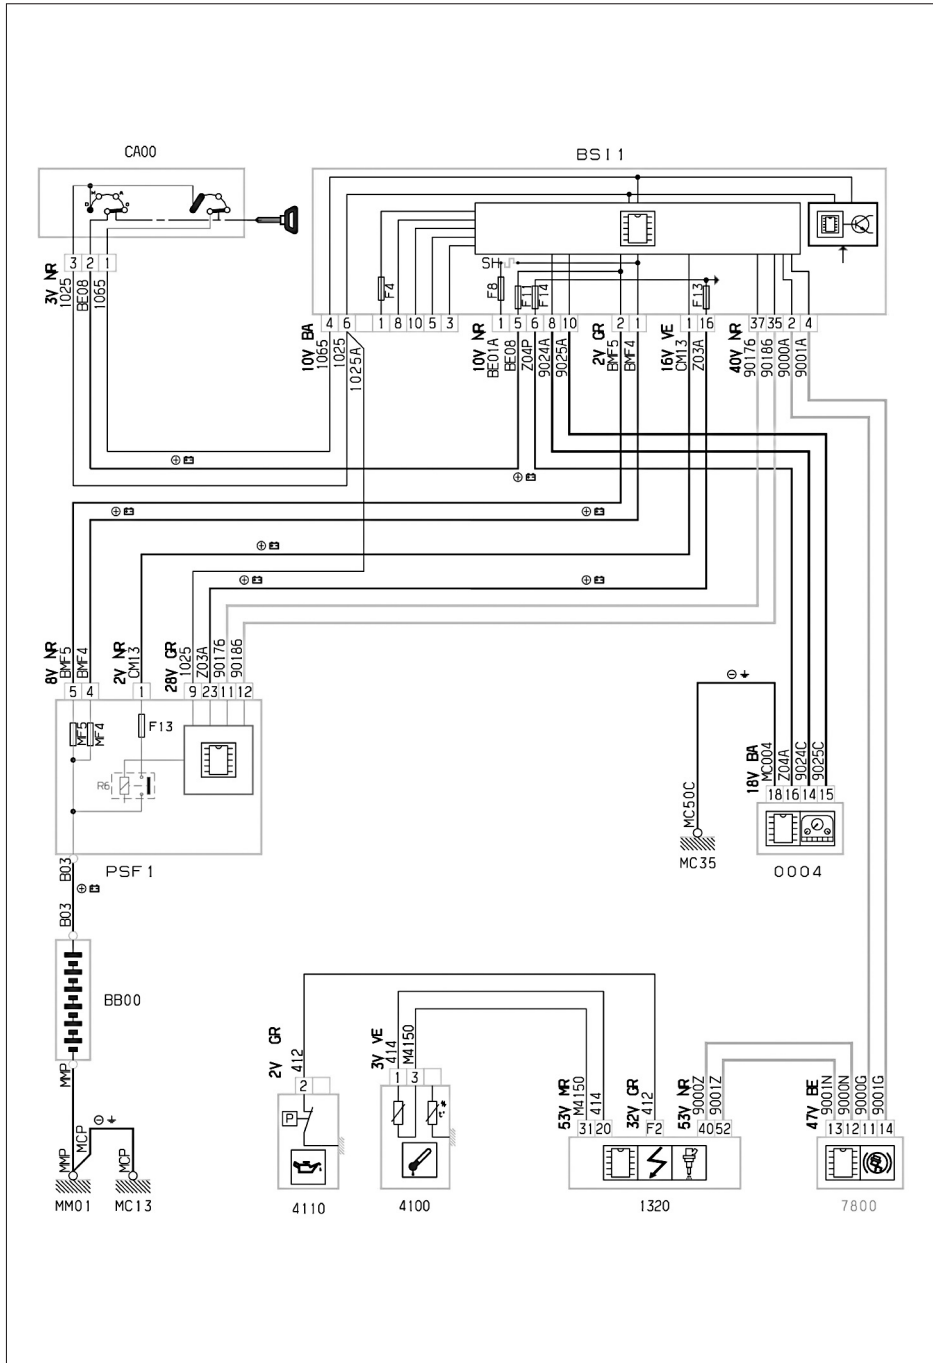 CA00
BSI1
M A
D
SH
F4
F8
F11
F14
F13
3V NR
3 2 1
1025
BE08
1065
10V BA
4 6 1 8 10 5 3
1065
1025
1025A
10V NR
1 5 6 8 10
BE01A
BE08
Z04P
9024A
9025A
2V GR
2 1
BMF5
BMF4
16V VE
1 16
CM13
Z03A
40V NR
37 35 2 4
90176
90186
9000A
9001A
8V NR
BMF5
BMF4
5 4
2V NR
CM13
1
28V GR
1025
Z03A
90176
90186
9 23 11 12
MF5
MF4
F13
R6
PSF1
B03
B03
BB00
MMP
MMP
MCP
MCP
MM01
MC13
MC50C
MC35
18V BA
MC004
Z04A
9024C
9025C
18 16 14 15
0004
2V GR
412
2
P
4110
3V VE
414
M4150
1 3
4100
53V MR
M4150
414
31 20
32V GR
412
F2
53V NR
9000Z
9001Z
40 52
1320
47V BE
9001N
9000N
9000G
9001G
13 12 11 14
7800